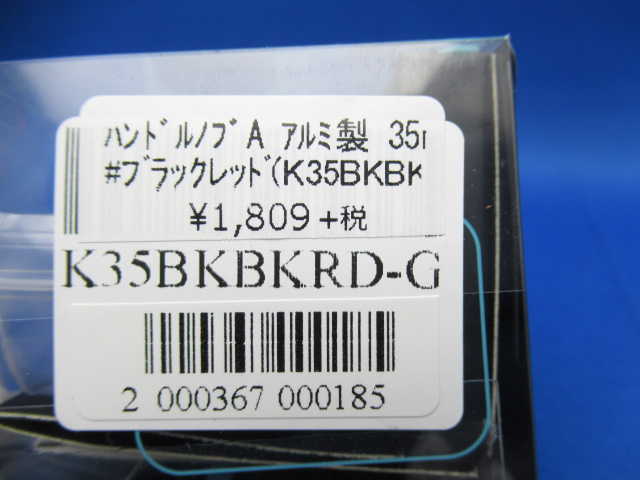 ﾊﾝﾄﾞﾙﾉﾌﾞA ｱﾙﾐ製 35
#ﾌﾞﾗｯｸﾚｯﾄﾞ(K35BKBK
¥1,809+税
K35BKBKRD-G
2 000367 000185